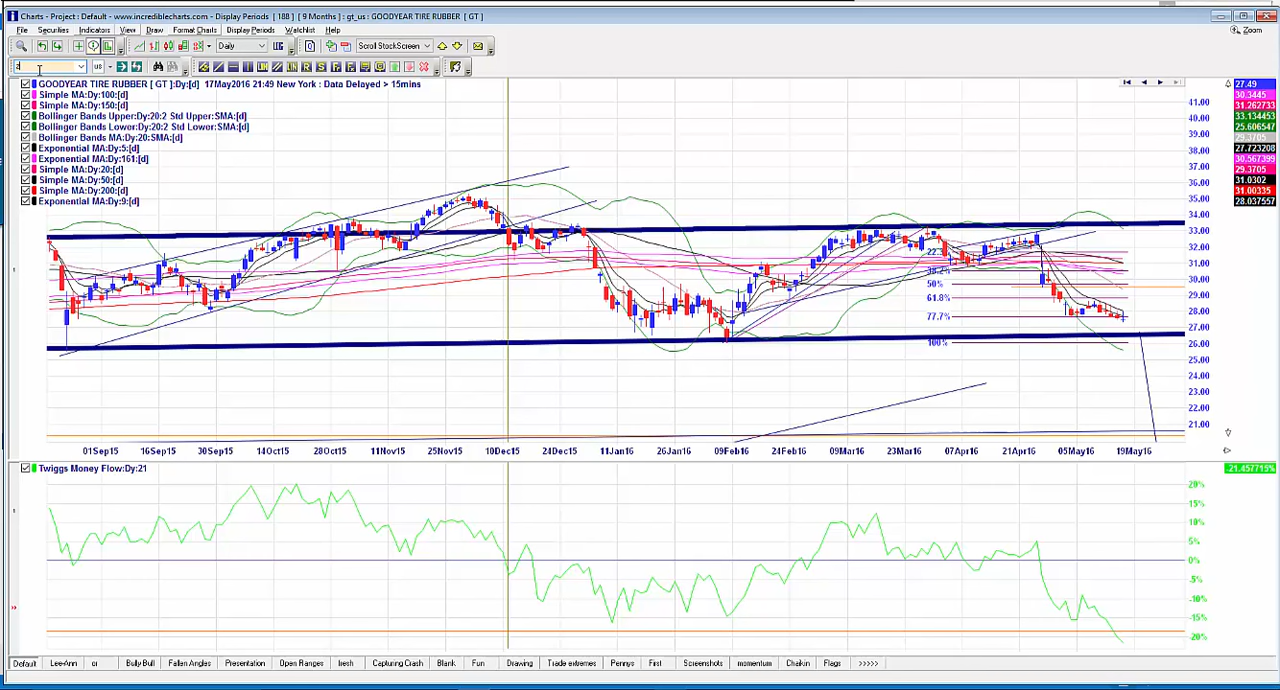 Charts - Project : Default - www.incrediblecharts.com - Display Periods [ 188 ] [ 9 Months ] : gt_us : GOODYEAR TIRE RUBBER [ GT ]
File Securities Indicators View Draw Format Charts Display Periods Watchlist Help
Zoom
Daily Scroll StockScreen
us
GOODYEAR TIRE RUBBER [ GT ]:Dy:[d] 17May2016 21:49 New York : Data Delayed > 15mins
Simple MA:Dy:100:[d]
Simple MA:Dy:150:[d]
Bollinger Bands Upper:Dy:20:2 Std Upper:SMA:[d]
Bollinger Bands Lower:Dy:20:2 Std Lower:SMA:[d]
Bollinger Bands MA:Dy:20:SMA:[d]
Exponential MA:Dy:5:[d]
Exponential MA:Dy:161:[d]
Simple MA:Dy:20:[d]
Simple MA:Dy:50:[d]
Simple MA:Dy:200:[d]
Exponential MA:Dy:9:[d]
27.49
30.3445
31.262733
33.134453
25.606547
29.3705
27.723208
30.567399
29.3705
31.0302
31.00335
28.037557
41.00
40.00
39.00
38.00
37.00
36.00
35.00
34.00
33.00
32.00
31.00
30.00
29.00
28.00
27.00
26.00
25.00
24.00
23.00
22.00
21.00
38.2%
50%
61.8%
77.7%
100%
01Sep15 16Sep15 30Sep15 14Oct15 28Oct15 11Nov15 25Nov15 10Dec15 24Dec15 11Jan16 26Jan16 09Feb16 24Feb16 09Mar16 23Mar16 07Apr16 21Apr16 05May16 19May16
Twiggs Money Flow:Dy:21
-21.457715%
20%
15%
10%
5%
0%
-5%
-10%
-15%
-20%
Default Lee-Ann or Bully Bull Fallen Angles Presentation Open Ranges Capturing Crash Blank Fun Drawing Trade extremes Pennys First Screenshots momentum Chaikin Flags >>>>>